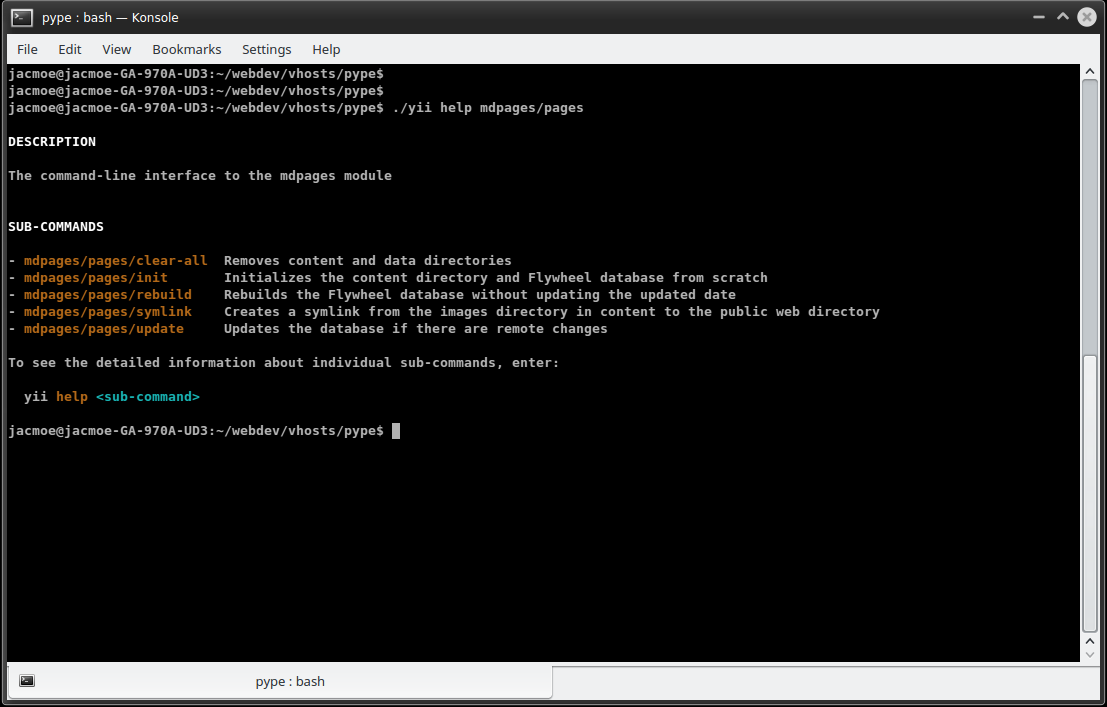 pype : bash — Konsole
File Edit View Bookmarks Settings Help
jacmoe@jacmoe-GA-970A-UD3:~/webdev/vhosts/pype$
jacmoe@jacmoe-GA-970A-UD3:~/webdev/vhosts/pype$
jacmoe@jacmoe-GA-970A-UD3:~/webdev/vhosts/pype$ ./yii help mdpages/pages
DESCRIPTION
The command-line interface to the mdpages module
SUB-COMMANDS
- mdpages/pages/clear-all  Removes content and data directories
- mdpages/pages/init       Initializes the content directory and Flywheel database from scratch
- mdpages/pages/rebuild    Rebuilds the Flywheel database without updating the updated date
- mdpages/pages/symlink    Creates a symlink from the images directory in content to the public web directory
- mdpages/pages/update     Updates the database if there are remote changes
To see the detailed information about individual sub-commands, enter:
  yii help <sub-command>
jacmoe@jacmoe-GA-970A-UD3:~/webdev/vhosts/pype$
pype : bash